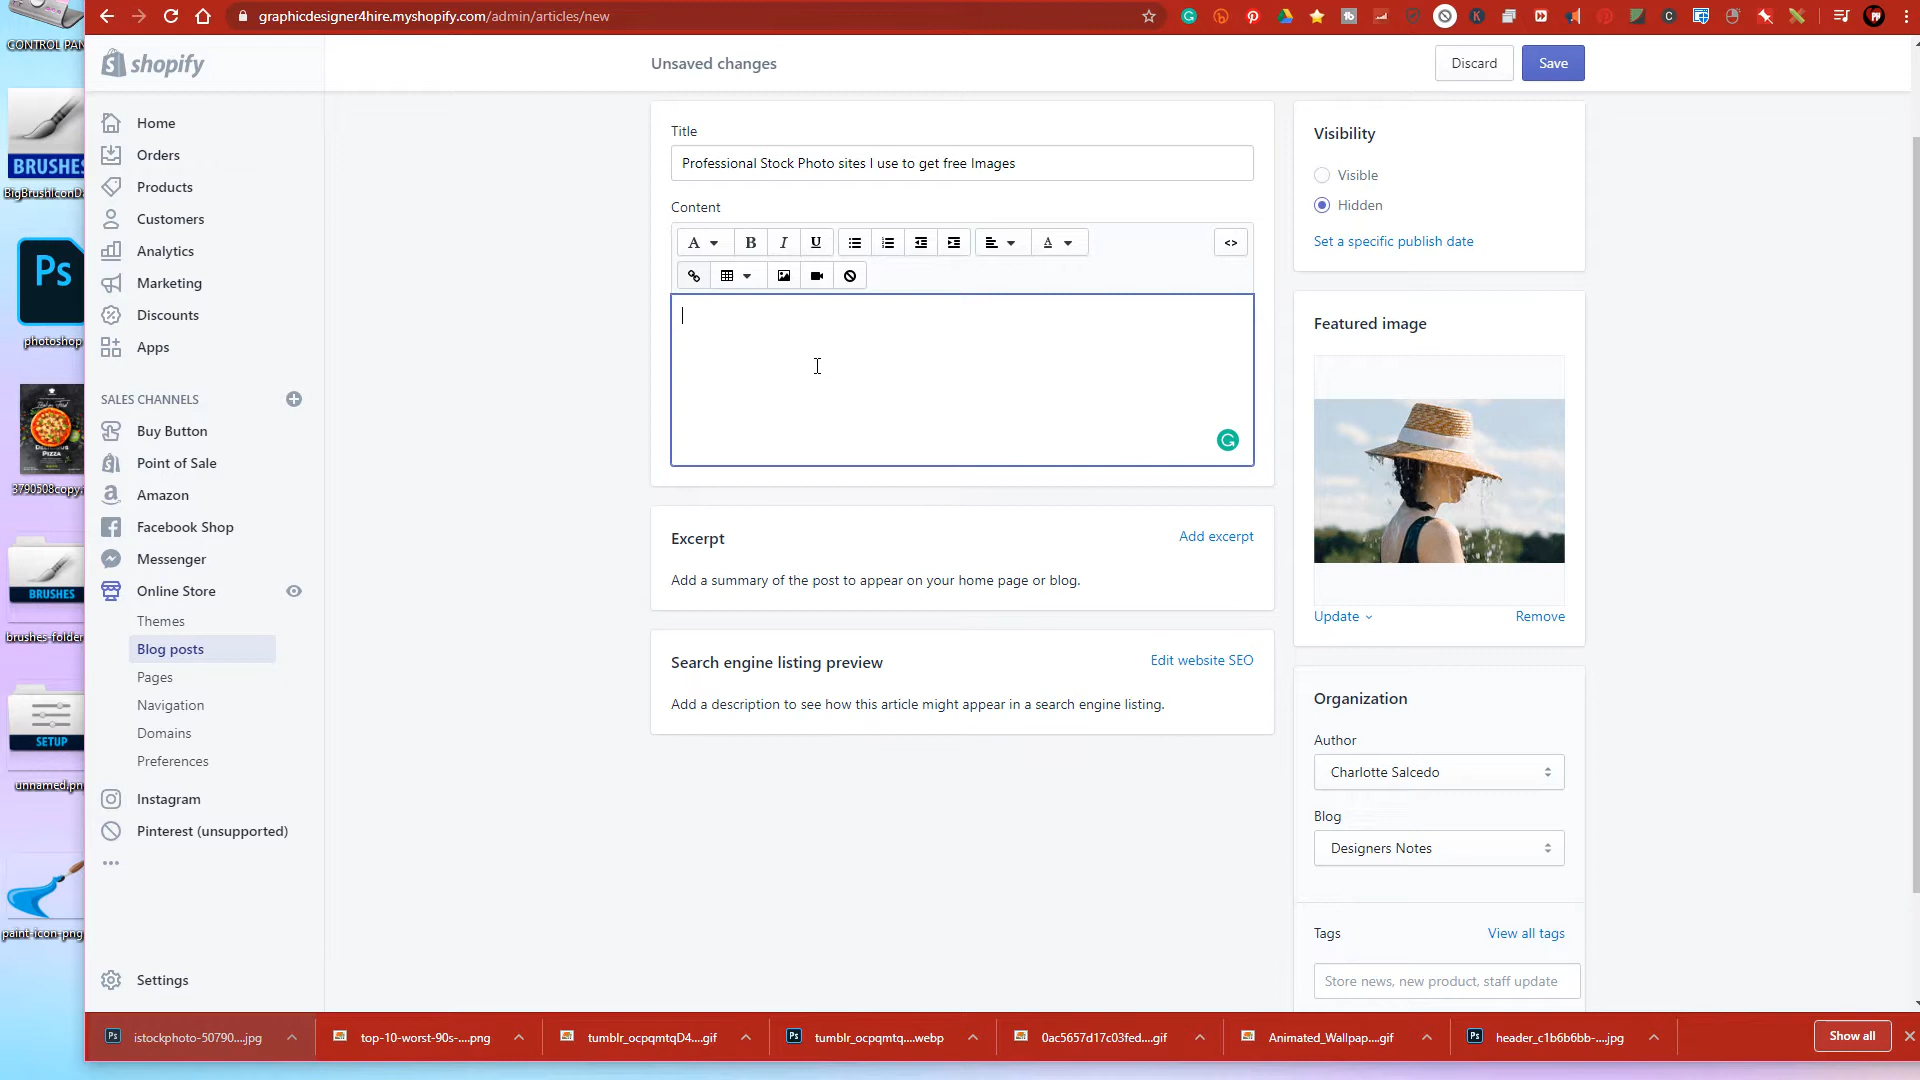 graphicdesigner4hire.myshopify.com/admin/articles/new
CONTROL PAN
shopify
Unsaved changes
Discard
Save
Home
Orders
Products
Customers
Analytics
Marketing
Discounts
Apps
SALES CHANNELS
Buy Button
Point of Sale
Amazon
Facebook Shop
Messenger
Online Store
Themes
Blog posts
Pages
Navigation
Domains
Preferences
Instagram
Pinterest (unsupported)
Settings
BRUSHES
BigBrushIconD
Ps
photoshop
PIZZA
3790508copy.
BRUSHES
brushes-folder
SETUP
unnamed.pn
paint-icon-png
Title
Professional Stock Photo sites I use to get free Images
Content
A
B
I
U
A
<>
Excerpt
Add excerpt
Add a summary of the post to appear on your home page or blog.
Search engine listing preview
Edit website SEO
Add a description to see how this article might appear in a search engine listing.
Visibility
Visible
Hidden
Set a specific publish date
Featured image
Update
Remove
Organization
Author
Charlotte Salcedo
Blog
Designers Notes
Tags
View all tags
Store news, new product, staff update
istockphoto-50790....jpg
top-10-worst-90s-....png
tumblr_ocpqmtqD4....gif
tumblr_ocpqmtq....webp
0ac5657d17c03fed....gif
Animated_Wallpap....gif
header_c1b6b6bb-....jpg
Show all